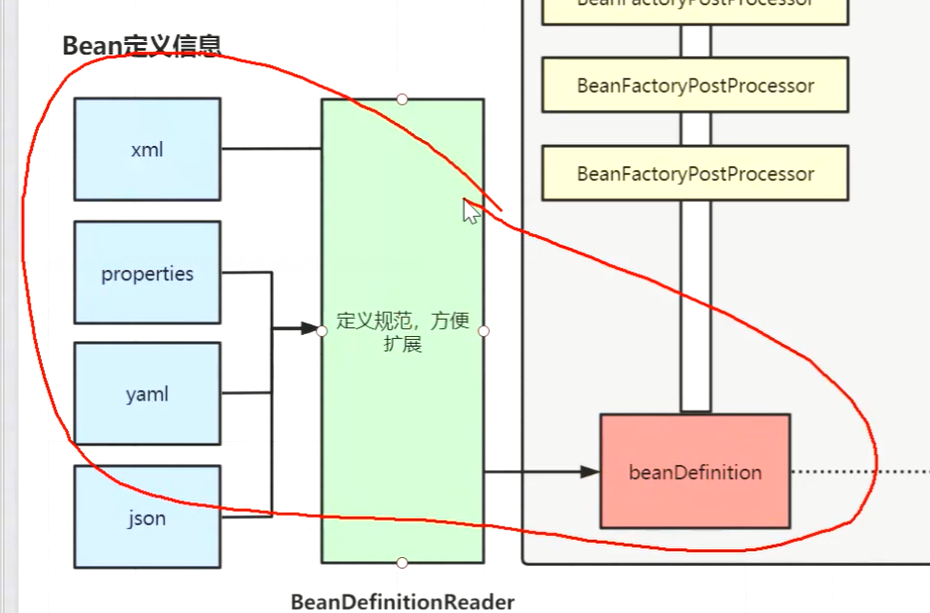 BeanFactoryPostProcessor
Bean定义信息
BeanFactoryPostProcessor
xml
BeanFactoryPostProcessor
properties
定义规范，方便
扩展
yaml
beanDefinition
json
BeanDefinitionReader